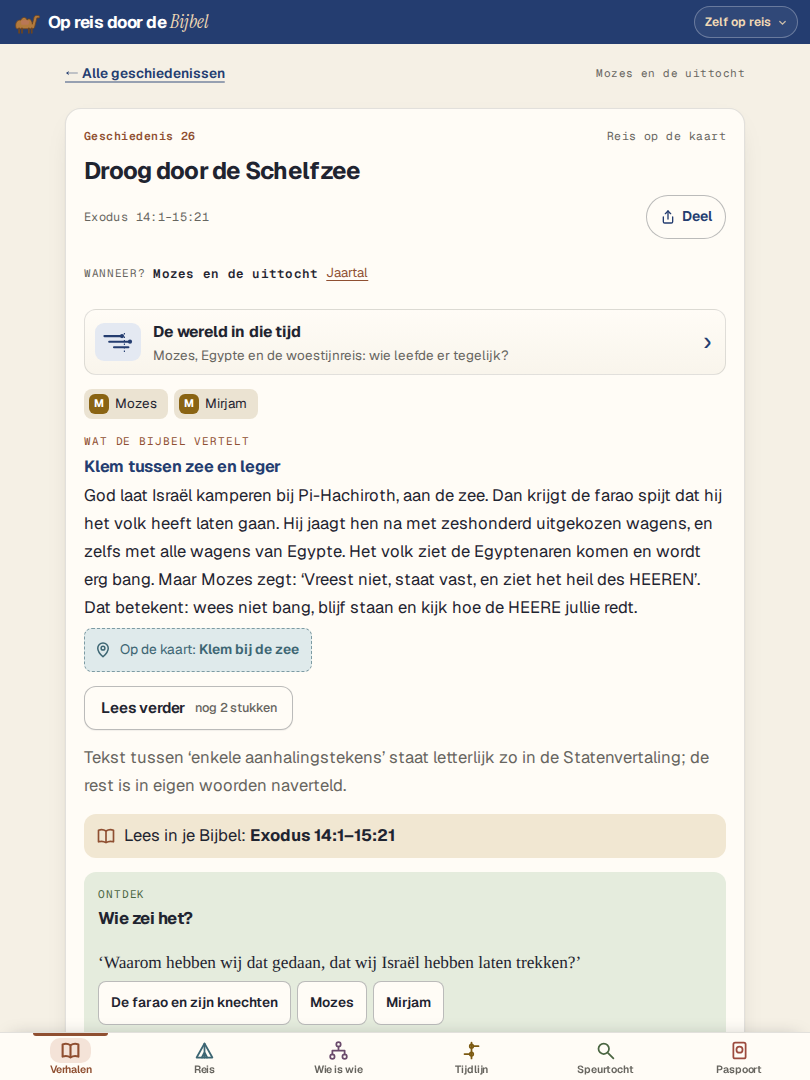 Op reis door de Bijbel
Zelf op reis
← Alle geschiedenissen
Mozes en de uittocht
Geschiedenis 26
Reis op de kaart
Droog door de Schelfzee
Exodus 14:1–15:21
Deel
WANNEER? Mozes en de uittocht Jaartal
De wereld in die tijd
Mozes, Egypte en de woestijnreis: wie leefde er tegelijk?
M Mozes
M Mirjam
WAT DE BIJBEL VERTELT
Klem tussen zee en leger
God laat Israël kamperen bij Pi-Hachiroth, aan de zee. Dan krijgt de farao spijt dat hij
het volk heeft laten gaan. Hij jaagt hen na met zeshonderd uitgekozen wagens, en
zelfs met alle wagens van Egypte. Het volk ziet de Egyptenaren komen en wordt
erg bang. Maar Mozes zegt: ‘Vreest niet, staat vast, en ziet het heil des HEEREN’.
Dat betekent: wees niet bang, blijf staan en kijk hoe de HEERE jullie redt.
Op de kaart: Klem bij de zee
Lees verder nog 2 stukken
Tekst tussen ‘enkele aanhalingstekens’ staat letterlijk zo in de Statenvertaling; de
rest is in eigen woorden naverteld.
Lees in je Bijbel: Exodus 14:1–15:21
ONTDEK
Wie zei het?
‘Waarom hebben wij dat gedaan, dat wij Israël hebben laten trekken?’
De farao en zijn knechten
Mozes
Mirjam
Verhalen
Reis
Wie is wie
Tijdlijn
Speurtocht
Paspoort